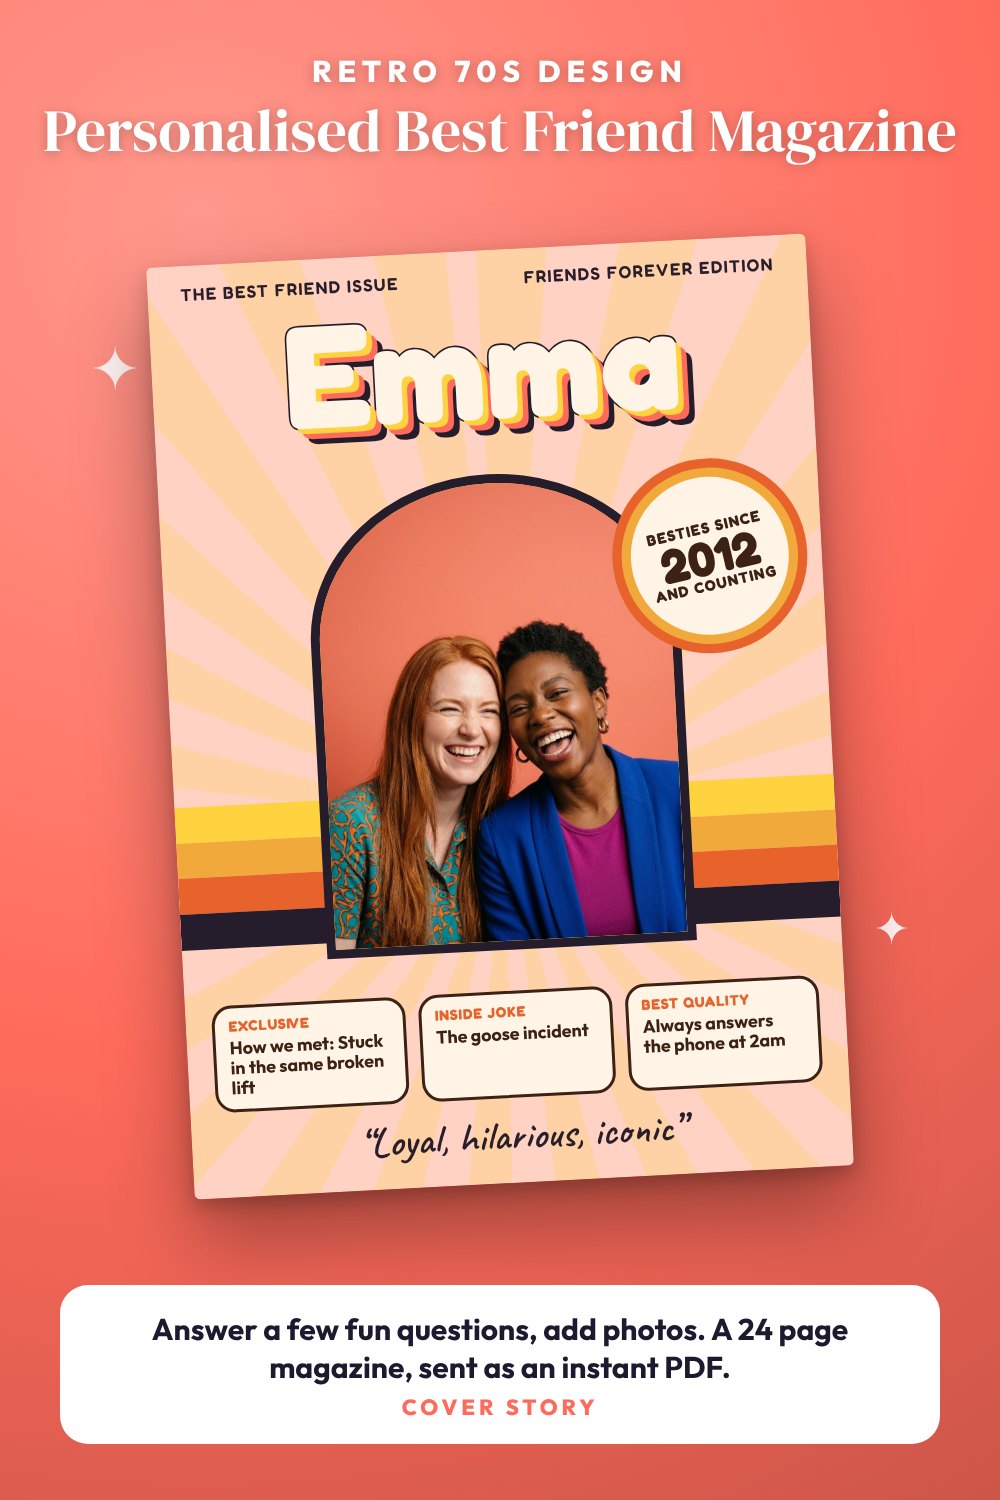 RETRO 70S DESIGN
Personalised Best Friend Magazine
THE BEST FRIEND ISSUE
FRIENDS FOREVER EDITION
Emma
BESTIES SINCE
2012
AND COUNTING
EXCLUSIVE
How we met: Stuck
in the same broken
lift
INSIDE JOKE
The goose incident
BEST QUALITY
Always answers
the phone at 2am
“Loyal, hilarious, iconic”
Answer a few fun questions, add photos. A 24 page
magazine, sent as an instant PDF.
COVER STORY